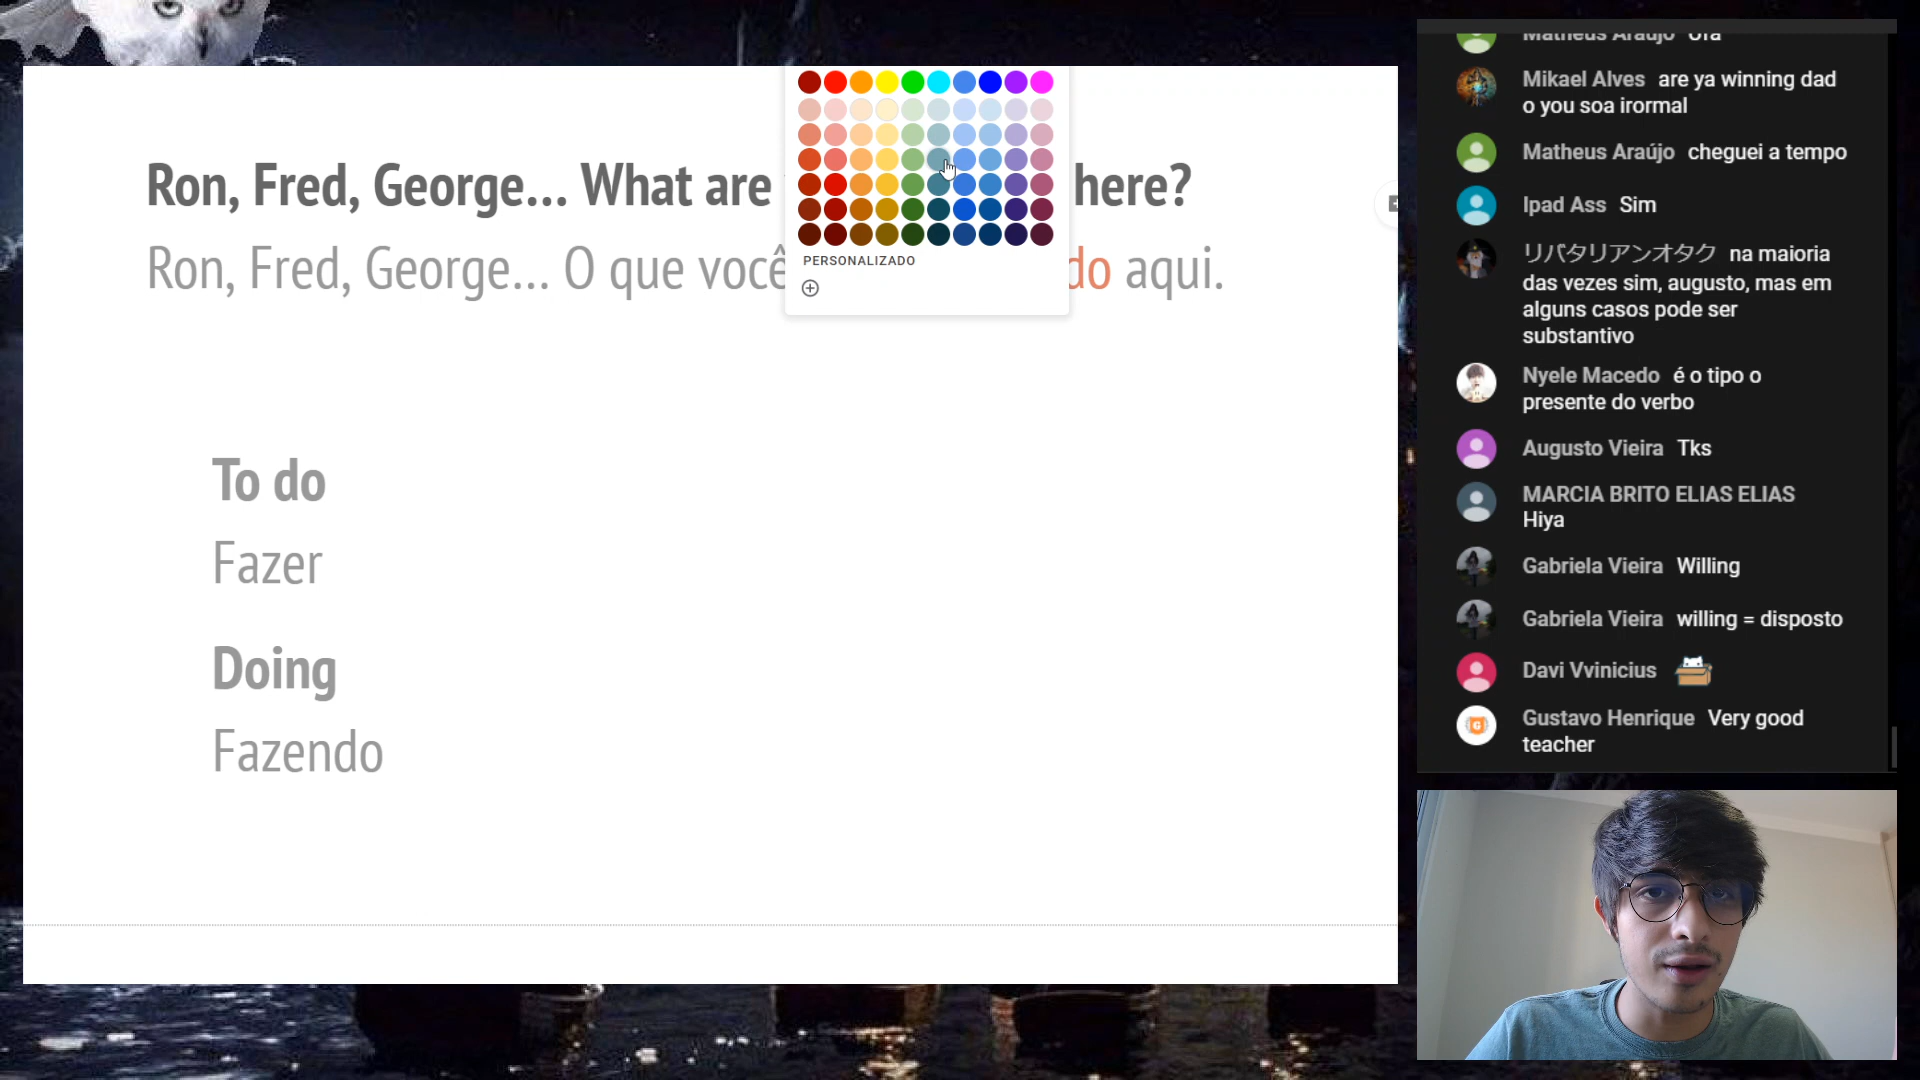 Ron, Fred, George... What are here?
Ron, Fred, George... O que você do aqui.
PERSONALIZADO
To do
Fazer
Doing
Fazendo
Matheus Araújo Ufa
Mikael Alves are ya winning dad
o you soa irormal
Matheus Araújo cheguei a tempo
Ipad Ass Sim
リバタリアンオタク na maioria
das vezes sim, augusto, mas em
alguns casos pode ser
substantivo
Nyele Macedo é o tipo o
presente do verbo
Augusto Vieira Tks
MARCIA BRITO ELIAS ELIAS
Hiya
Gabriela Vieira Willing
Gabriela Vieira willing = disposto
Davi Vvinicius
Gustavo Henrique Very good
teacher